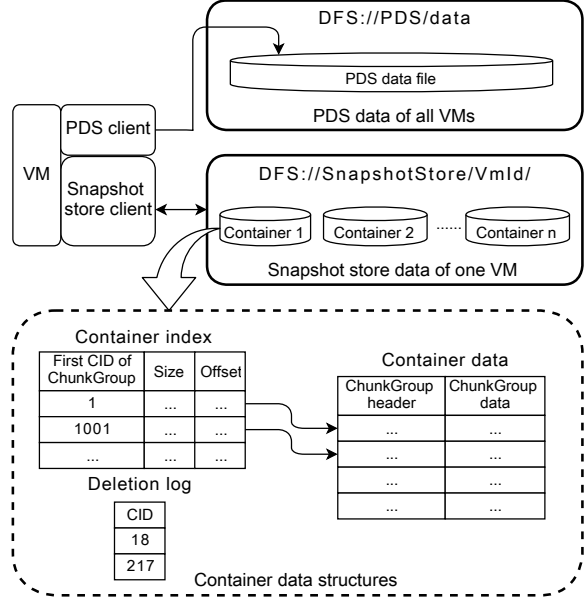 DFS://PDS/data
PDS data file
PDS data of all VMs
VM
PDS client
Snapshot
store client
DFS://SnapshotStore/VmId/
Container 1
Container 2
......
Container n
Snapshot store data of one VM
Container index
First CID of
ChunkGroup
Size
Offset
1
...
...
1001
...
...
...
...
...
Container data
ChunkGroup
header
ChunkGroup
data
...
...
...
...
...
...
...
...
Deletion log
CID
18
217
Container data structures